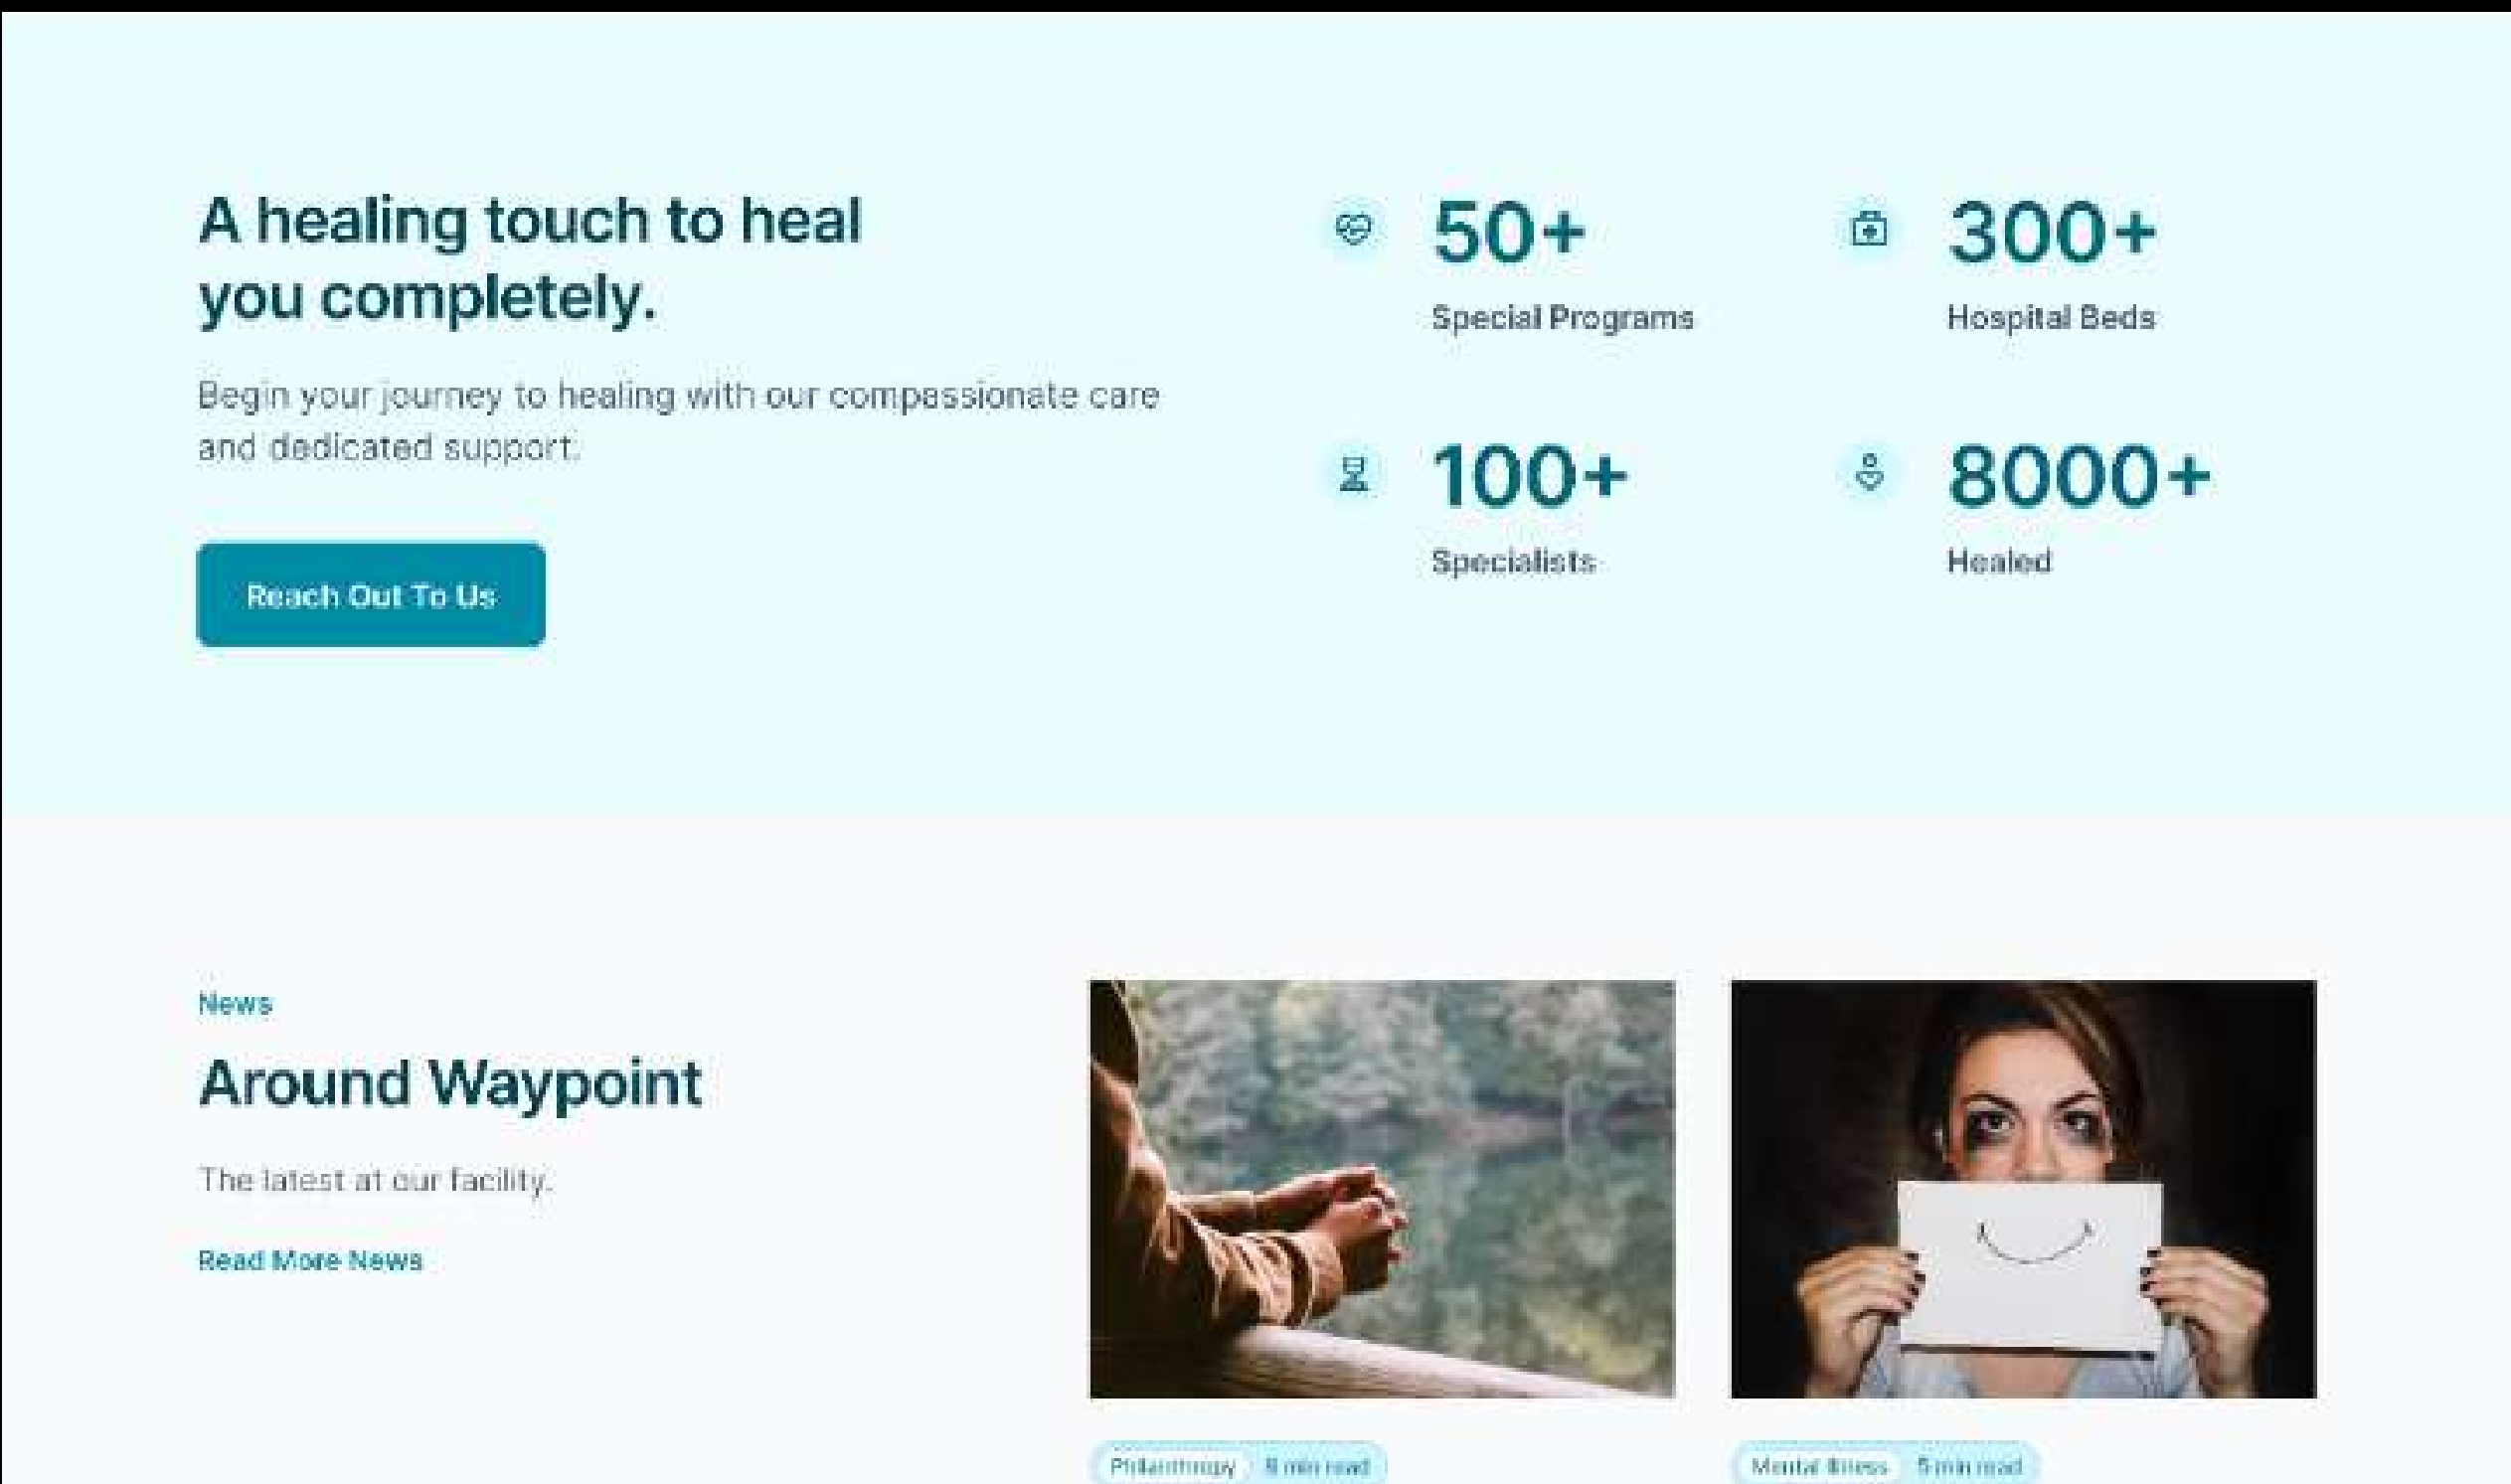 A healing touch to heal
you completely.
Begin your journey to healing with our compassionate care
and dedicated support.
Reach Out To Us
50+
Special Programs
300+
Hospital Beds
100+
Specialists
8000+
Healed
News
Around Waypoint
The latest at our facility.
Read More News
Philanthropy min read
Mental Illness 5 min read